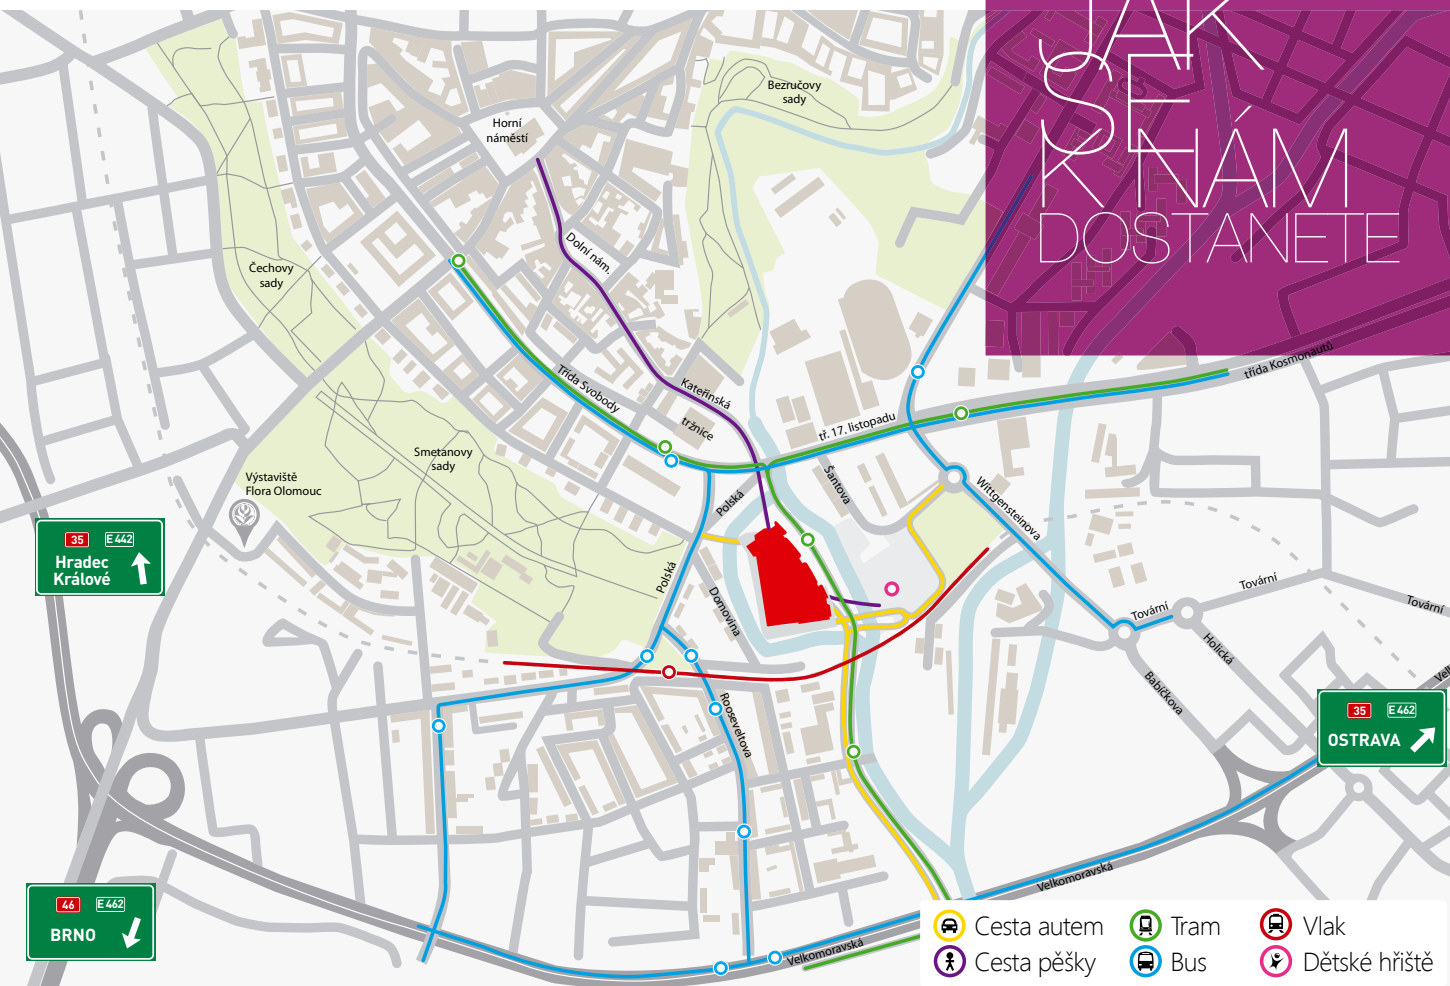 JAK
SE
K NÁM
DOSTANETE
Bezručovy
sady
Horní
náměstí
Dolní nám.
Čechovy
sady
třída Kosmonautů
Třída Svobody
Kateřinská
tržnice
tř. 17. listopadu
Smetanovy
sady
Výstaviště
Flora Olomouc
Šantova
Polská
Wittgensteinova
35
E 442
Hradec
Králové
Polská
Domovina
Tovární
Tovární
Tovární
Holická
Babíčkova
Rooseveltova
35
E 462
OSTRAVA
Velkomoravská
46
E 462
BRNO
Velkomoravská
Cesta autem
Tram
Vlak
Cesta pěšky
Bus
Dětské hřiště